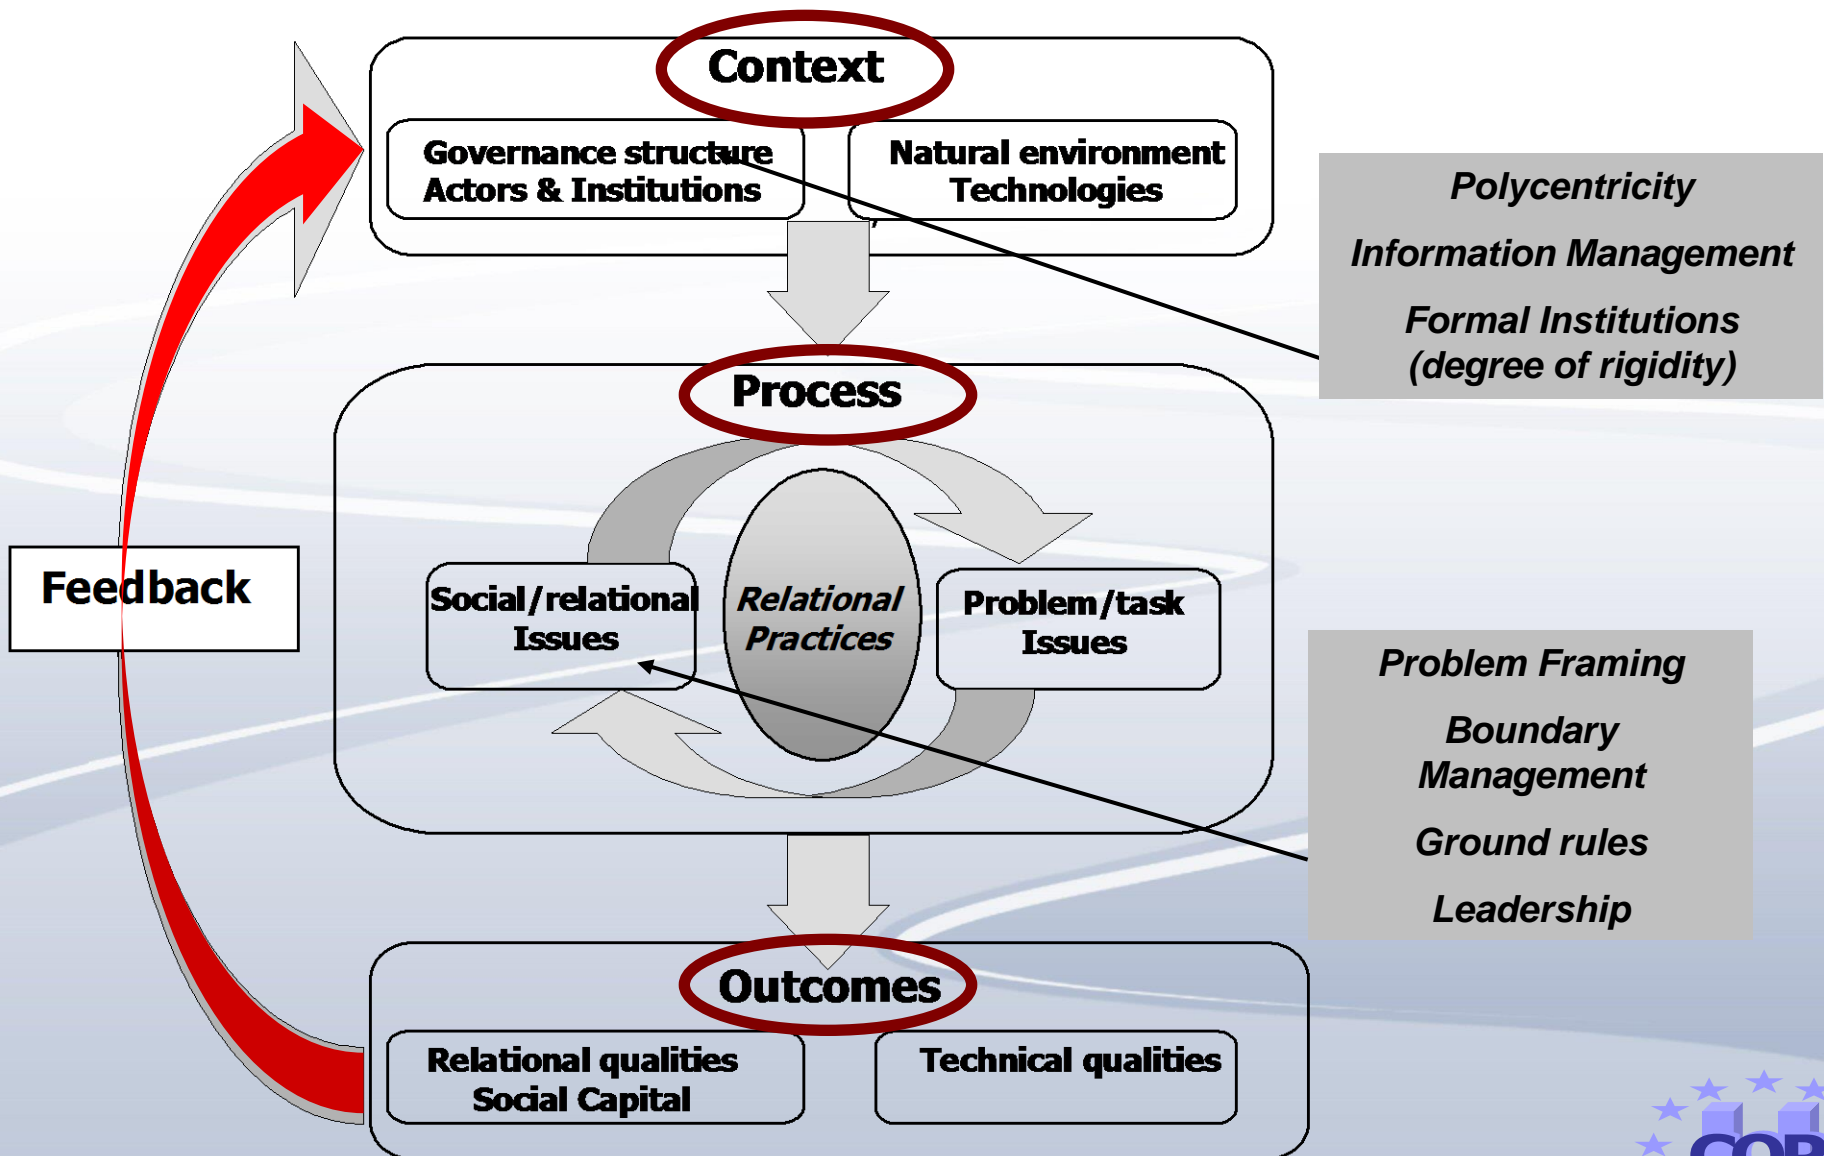 Context
Governance structure
Actors & Institutions
Natural environment
Technologies
,
Polycentricity
Information Management
Formal Institutions
(degree of rigidity)
Process
Feedback
Social/relational
Issues
Relational
Practices
Problem/task
Issues
Problem Framing
Boundary
Management
Ground rules
Leadership
Outcomes
Relational qualities
Social Capital
Technical qualities